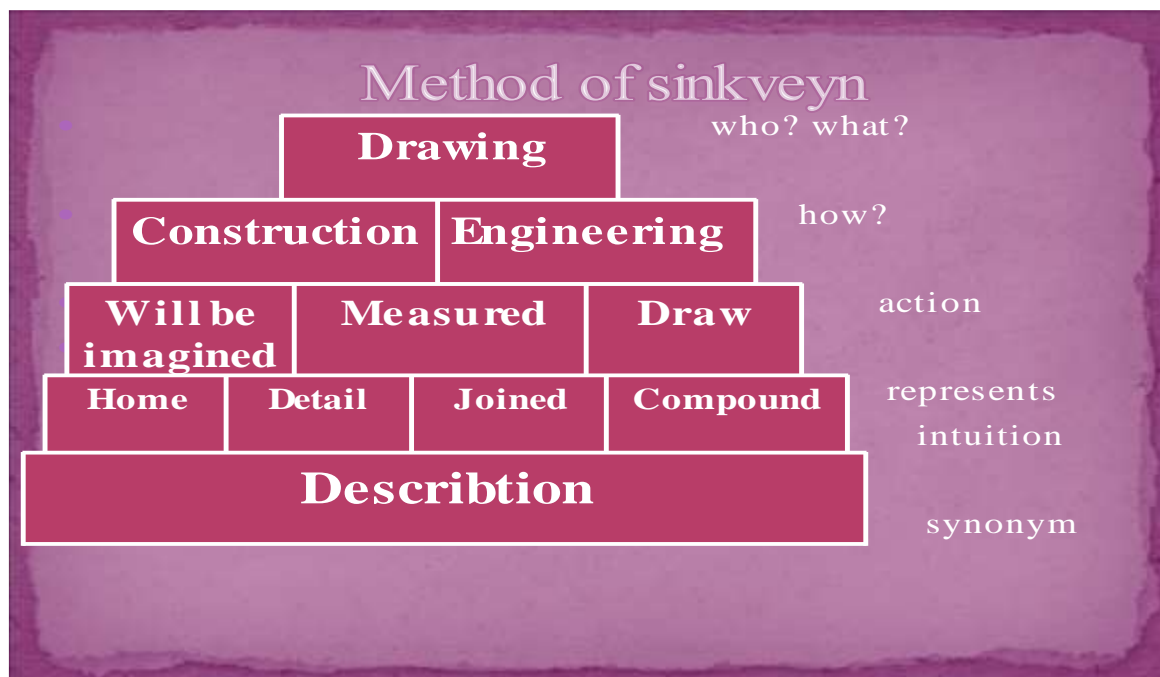 Method of sinkveyn
who? what?
Drawing
how?
Construction Engineering
action
Will be Measured Draw
imagined
represents
Home Detail Joined Compound
intuition
Describtion
synonym